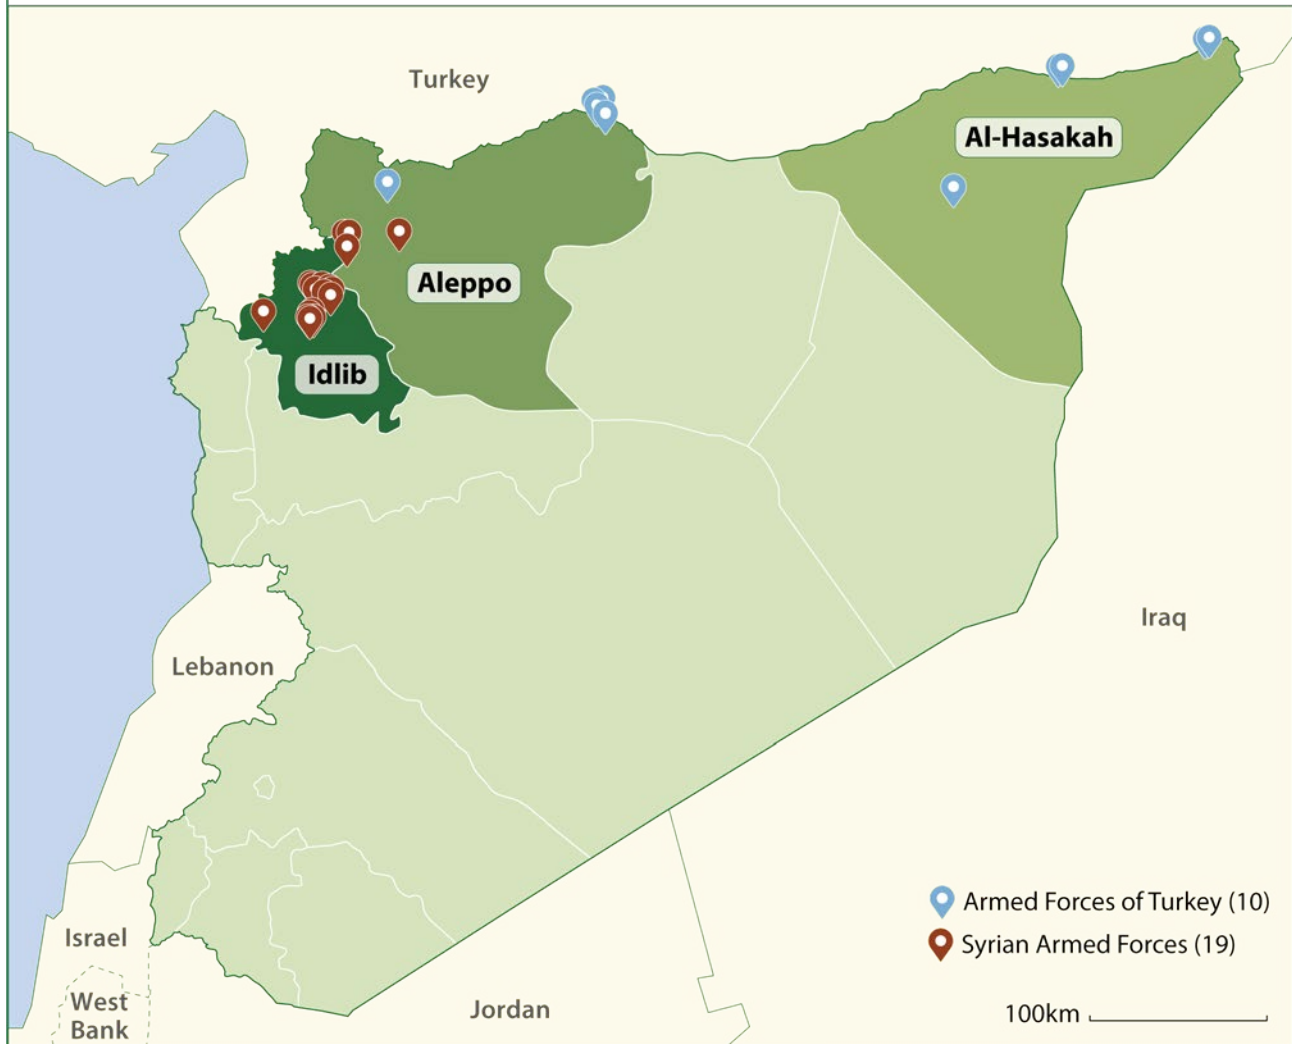 Turkey
Al-Hasakah
Aleppo
Idlib
Iraq
Lebanon
Armed Forces of Turkey (10)
Israel
Syrian Armed Forces (19)
West
Bank
Jordan
100km